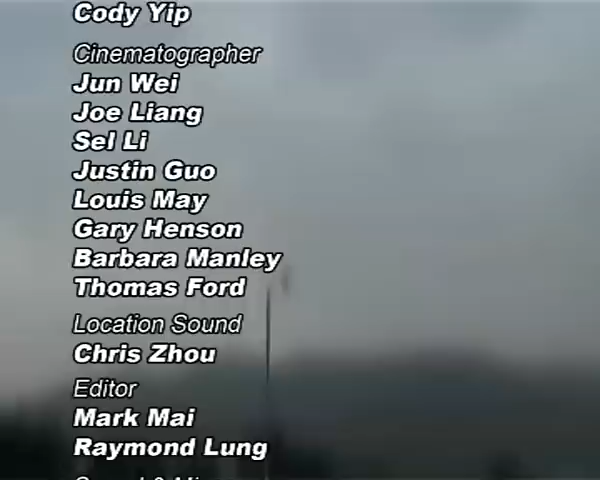 Cody Yip
Cinematographer
Jun Wei
Joe Liang
Sel Li
Justin Guo
Louis May
Gary Henson
Barbara Manley
Thomas Ford
Location Sound
Chris Zhou
Editor
Mark Mai
Raymond Lung